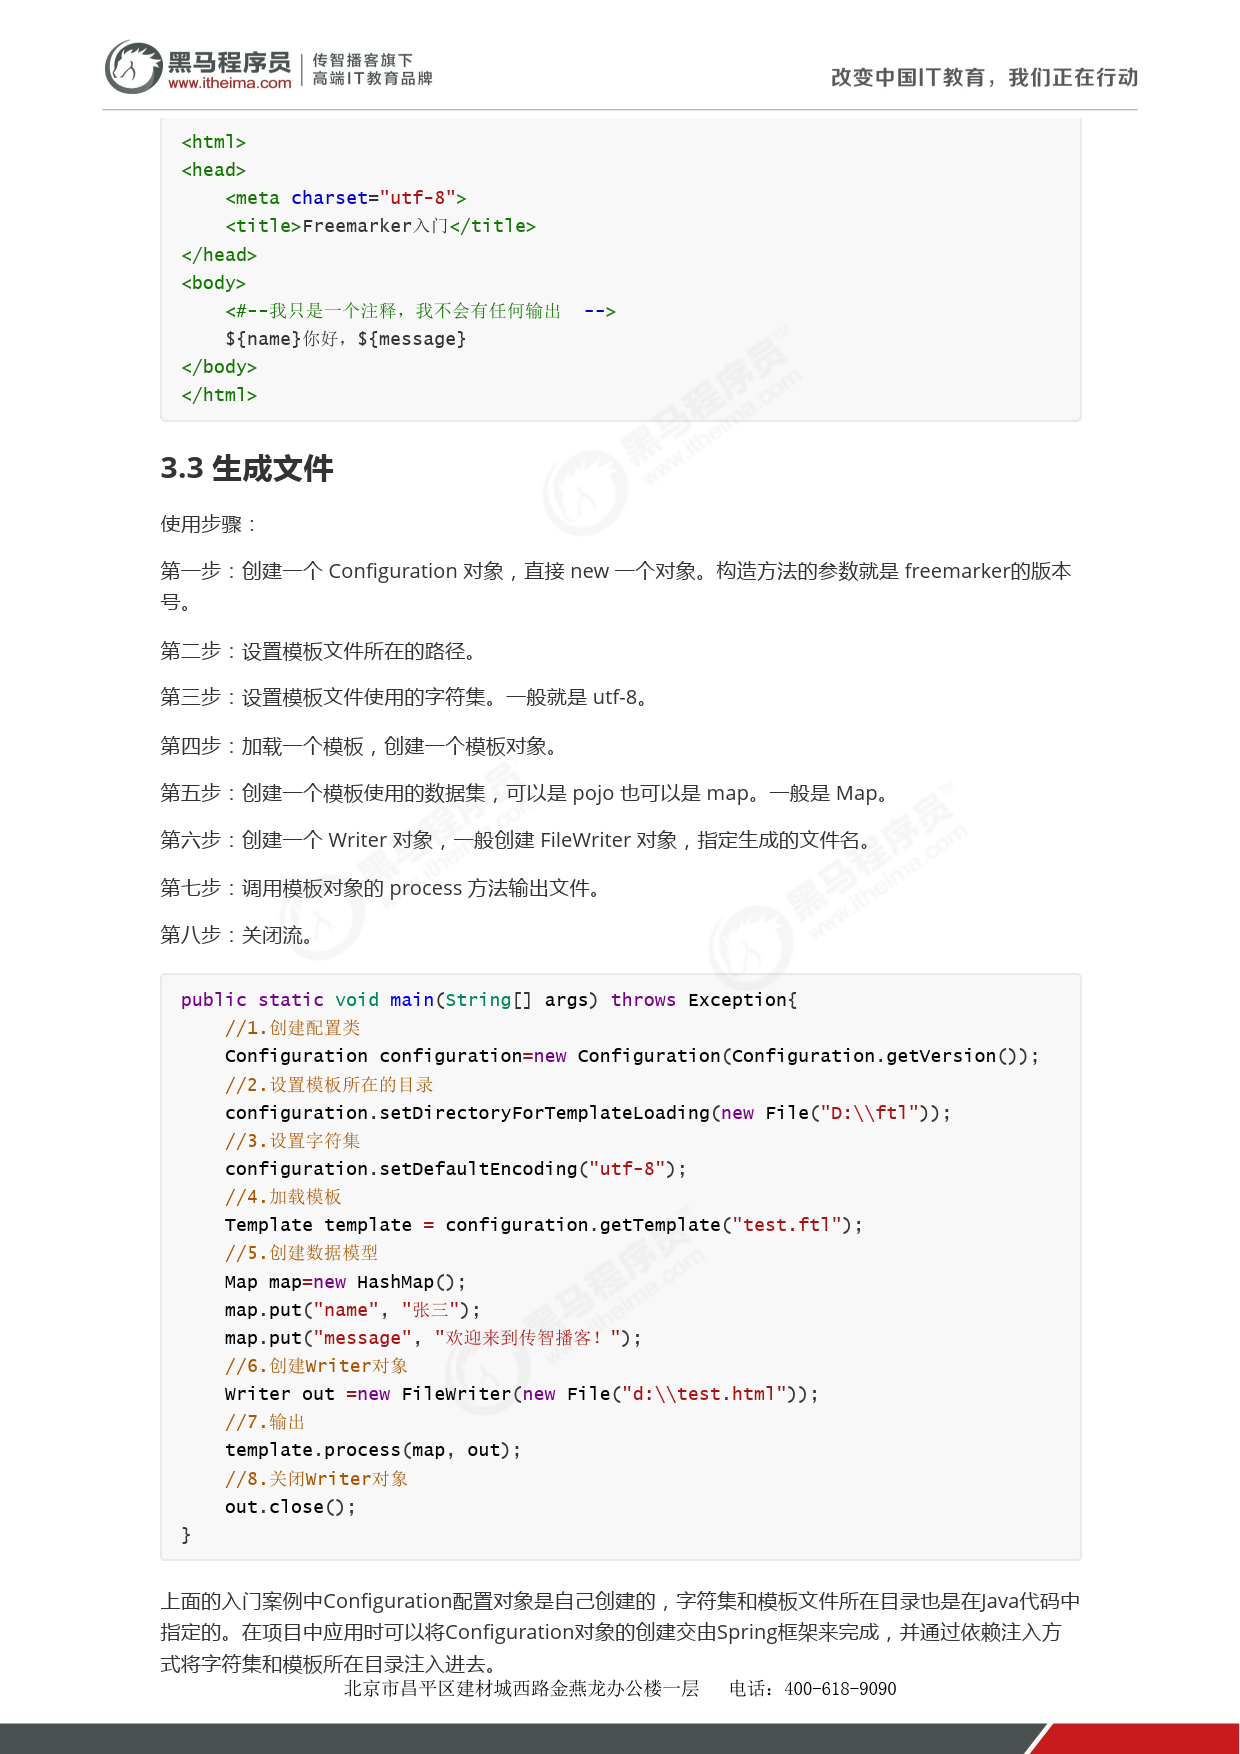 黑马程序员
www.itheima.com
传智播客旗下
高端IT教育品牌
改变中国IT教育，我们正在行动
<html>
<head>
    <meta charset="utf-8">
    <title>Freemarker入门</title>
</head>
<body>
    <#--我只是一个注释，我不会有任何输出  -->
    ${name}你好，${message}
</body>
</html>
3.3 生成文件
使用步骤：
第一步：创建一个 Configuration 对象，直接 new 一个对象。构造方法的参数就是 freemarker的版本
号。
第二步：设置模板文件所在的路径。
第三步：设置模板文件使用的字符集。一般就是 utf-8。
第四步：加载一个模板，创建一个模板对象。
第五步：创建一个模板使用的数据集，可以是 pojo 也可以是 map。一般是 Map。
第六步：创建一个 Writer 对象，一般创建 FileWriter 对象，指定生成的文件名。
第七步：调用模板对象的 process 方法输出文件。
第八步：关闭流。
public static void main(String[] args) throws Exception{
    //1.创建配置类
    Configuration configuration=new Configuration(Configuration.getVersion());
    //2.设置模板所在的目录
    configuration.setDirectoryForTemplateLoading(new File("D:\\ftl"));
    //3.设置字符集
    configuration.setDefaultEncoding("utf-8");
    //4.加载模板
    Template template = configuration.getTemplate("test.ftl");
    //5.创建数据模型
    Map map=new HashMap();
    map.put("name", "张三");
    map.put("message", "欢迎来到传智播客！");
    //6.创建Writer对象
    Writer out =new FileWriter(new File("d:\\test.html"));
    //7.输出
    template.process(map, out);
    //8.关闭Writer对象
    out.close();
}
上面的入门案例中Configuration配置对象是自己创建的，字符集和模板文件所在目录也是在Java代码中
指定的。在项目中应用时可以将Configuration对象的创建交由Spring框架来完成，并通过依赖注入方
式将字符集和模板所在目录注入进去。
北京市昌平区建材城西路金燕龙办公楼一层   电话：400-618-9090